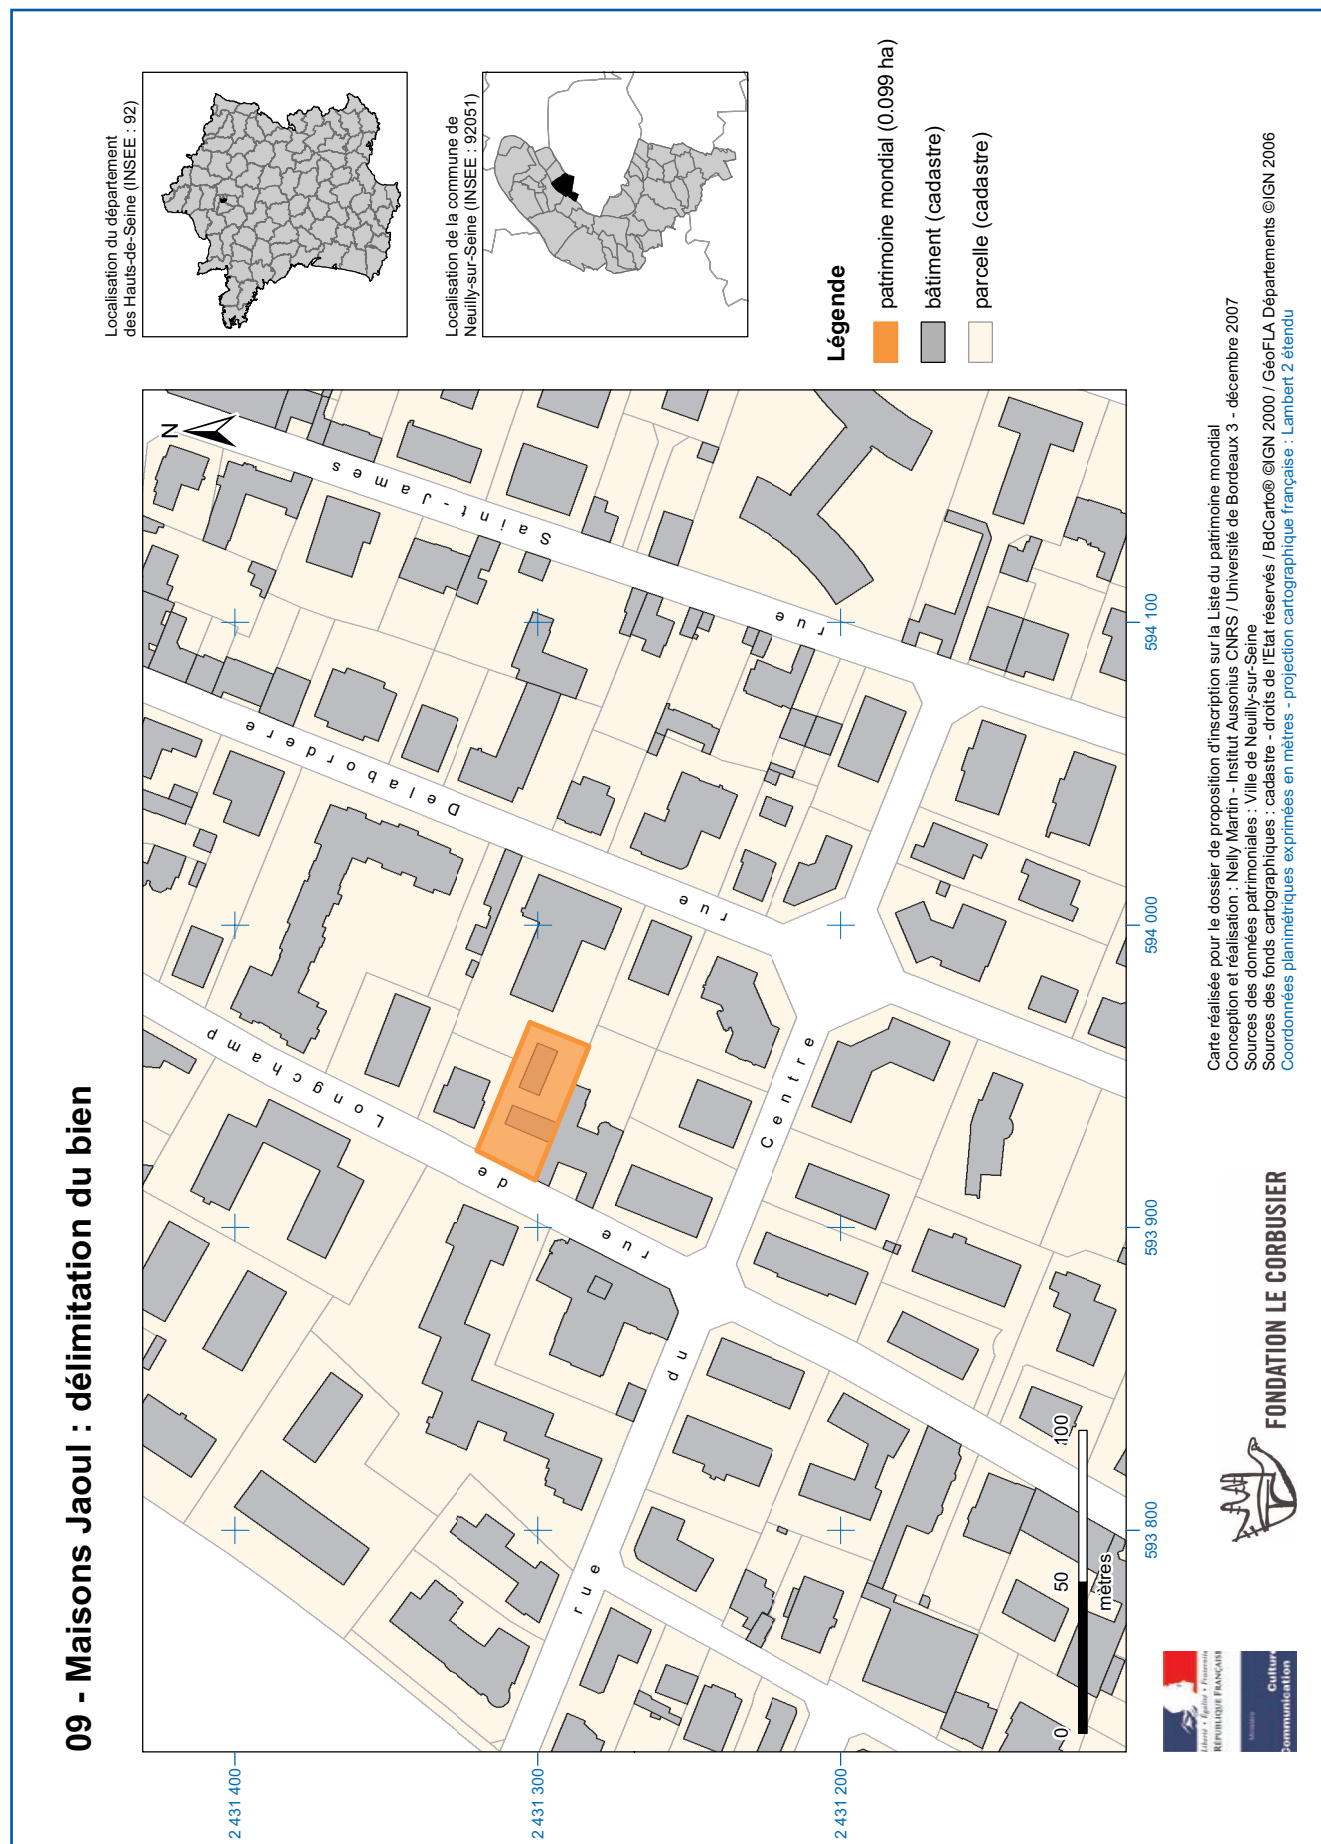 09 - Maisons Jaoul : délimitation du bien
Localisation du département
des Hauts-de-Seine (INSEE : 92)
Localisation de la commune de
Neuilly-sur-Seine (INSEE : 92051)
Légende
patrimoine mondial (0.099 ha)
bâtiment (cadastre)
parcelle (cadastre)
N
rue de Longchamp
rue Delabordere
rue Saint-James
rue du Centre
2 431 400
2 431 300
2 431 200
593 800
593 900
594 000
594 100
0 50 100
mètres
Liberté • Égalité • Fraternité
RÉPUBLIQUE FRANÇAISE
Ministère
Culture
Communication
FONDATION LE CORBUSIER
Carte réalisée pour le dossier de proposition d'inscription sur la Liste du patrimoine mondial
Conception et réalisation : Nelly Martin - Institut Ausonius CNRS / Université de Bordeaux 3 - décembre 2007
Sources des données patrimoniales : Ville de Neuilly-sur-Seine
Sources des fonds cartographiques : cadastre - droits de l'Etat réservés / BdCarto® ©IGN 2000 / GéoFLA Départements ©IGN 2006
Coordonnées planimétriques exprimées en mètres - projection cartographique française : Lambert 2 étendu